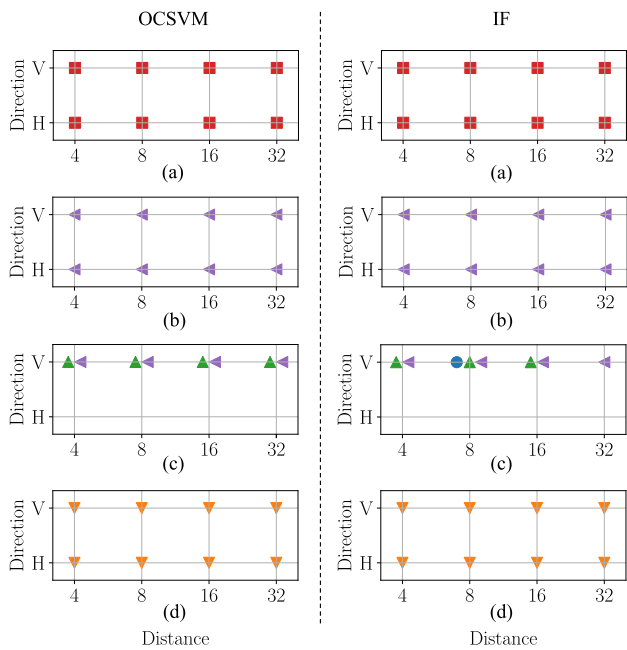 OCSVM
IF
Direction
V
H
4 8 16 32
(a)
Direction
V
H
4 8 16 32
(a)
Direction
V
H
4 8 16 32
(b)
Direction
V
H
4 8 16 32
(b)
Direction
V
H
4 8 16 32
(c)
Direction
V
H
4 8 16 32
(c)
Direction
V
H
4 8 16 32
(d)
Direction
V
H
4 8 16 32
(d)
Distance
Distance